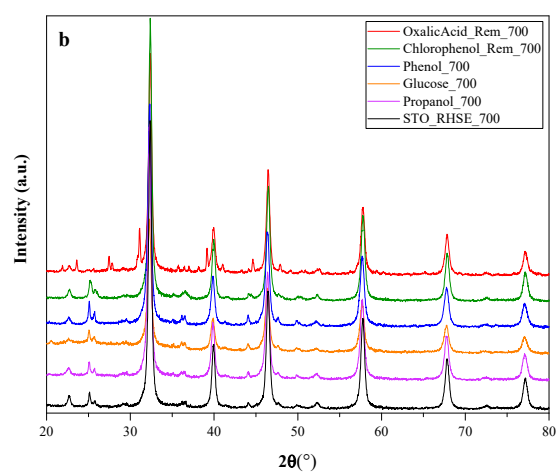 b
OxalicAcid_Rem_700
Chlorophenol_Rem_700
Phenol_700
Glucose_700
Propanol_700
STO_RHSE_700
Intensity (a.u.)
20 30 40 50 60 70 80
2θ(°)